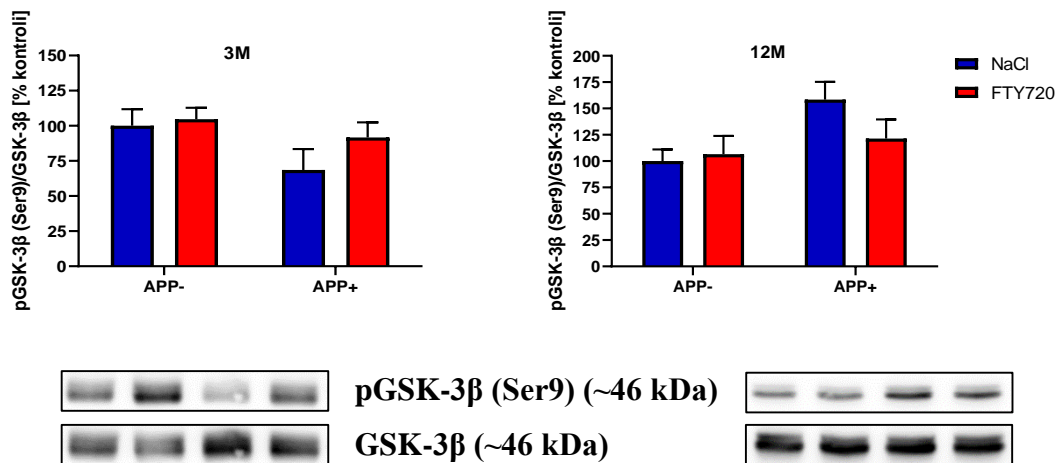 3M
pGSK-3β (Ser9)/GSK-3β [% kontroli]
150
125
100
75
50
25
0
APP-
APP+
12M
pGSK-3β (Ser9)/GSK-3β [% kontroli]
200
175
150
125
100
75
50
25
0
APP-
APP+
NaCl
FTY720
pGSK-3β (Ser9) (~46 kDa)
GSK-3β (~46 kDa)